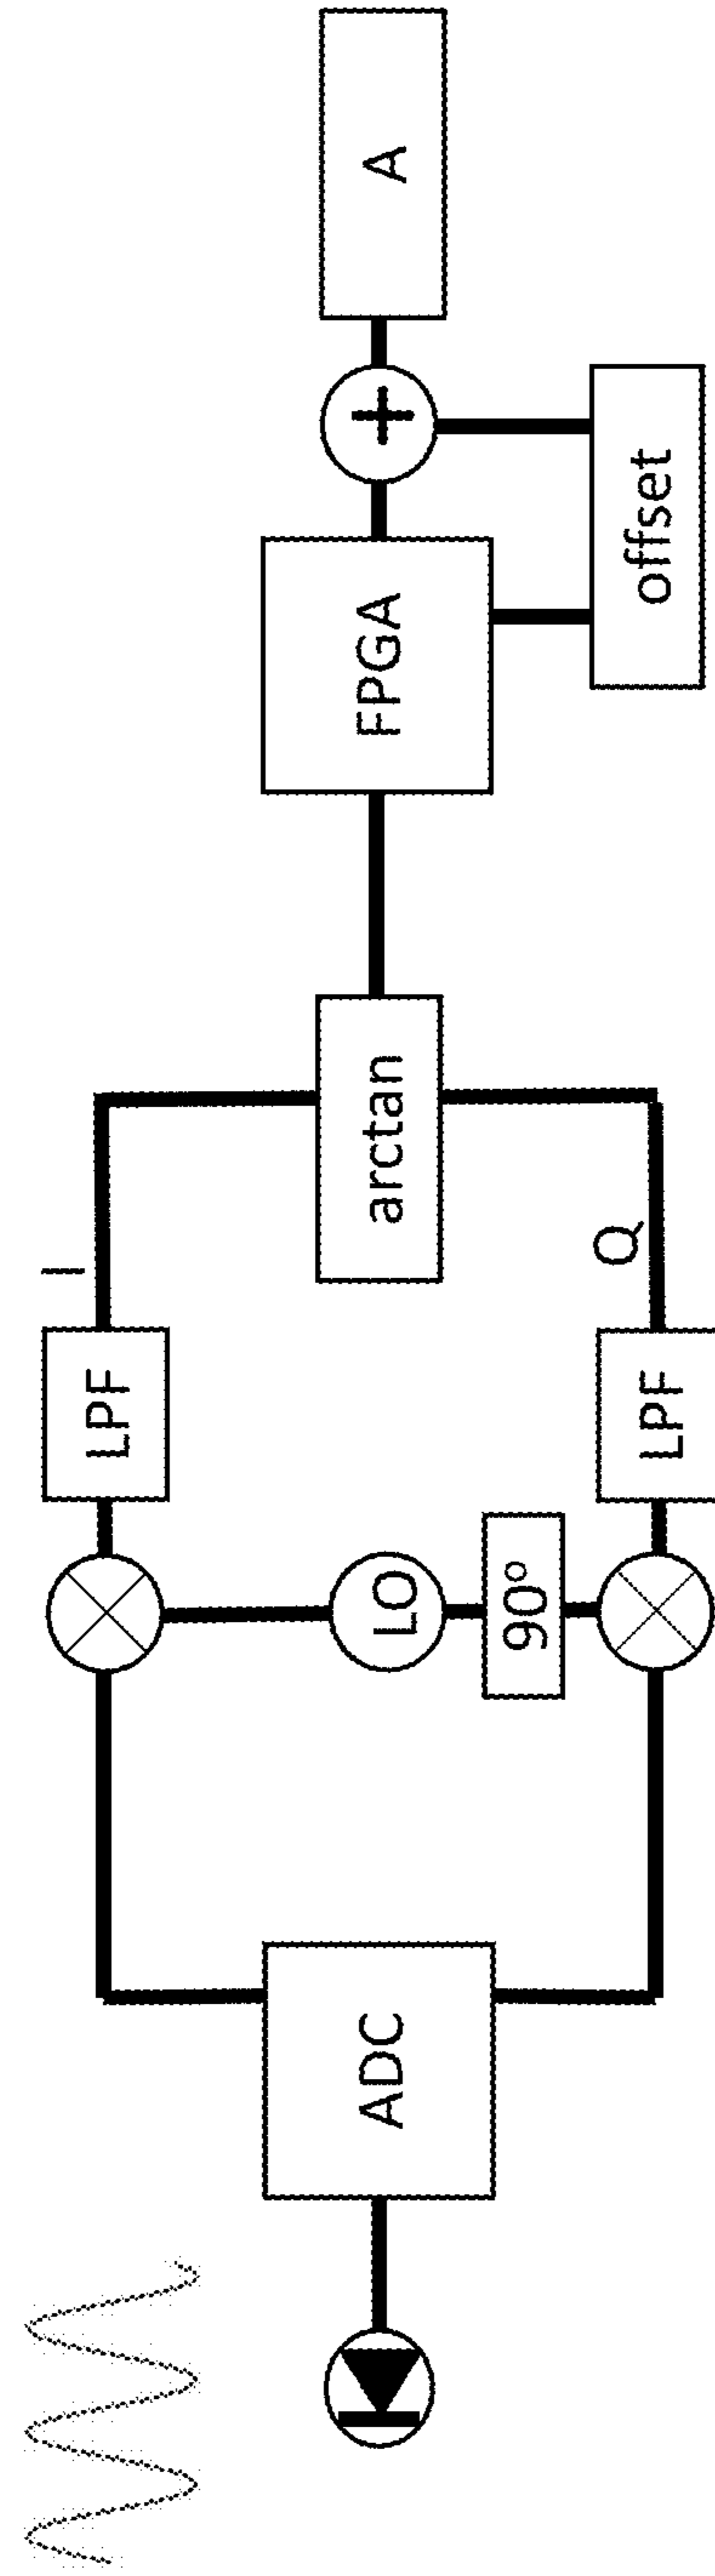 ADC
LO
90°
LPF
LPF
I
Q
arctan
FPGA
offset
+
A